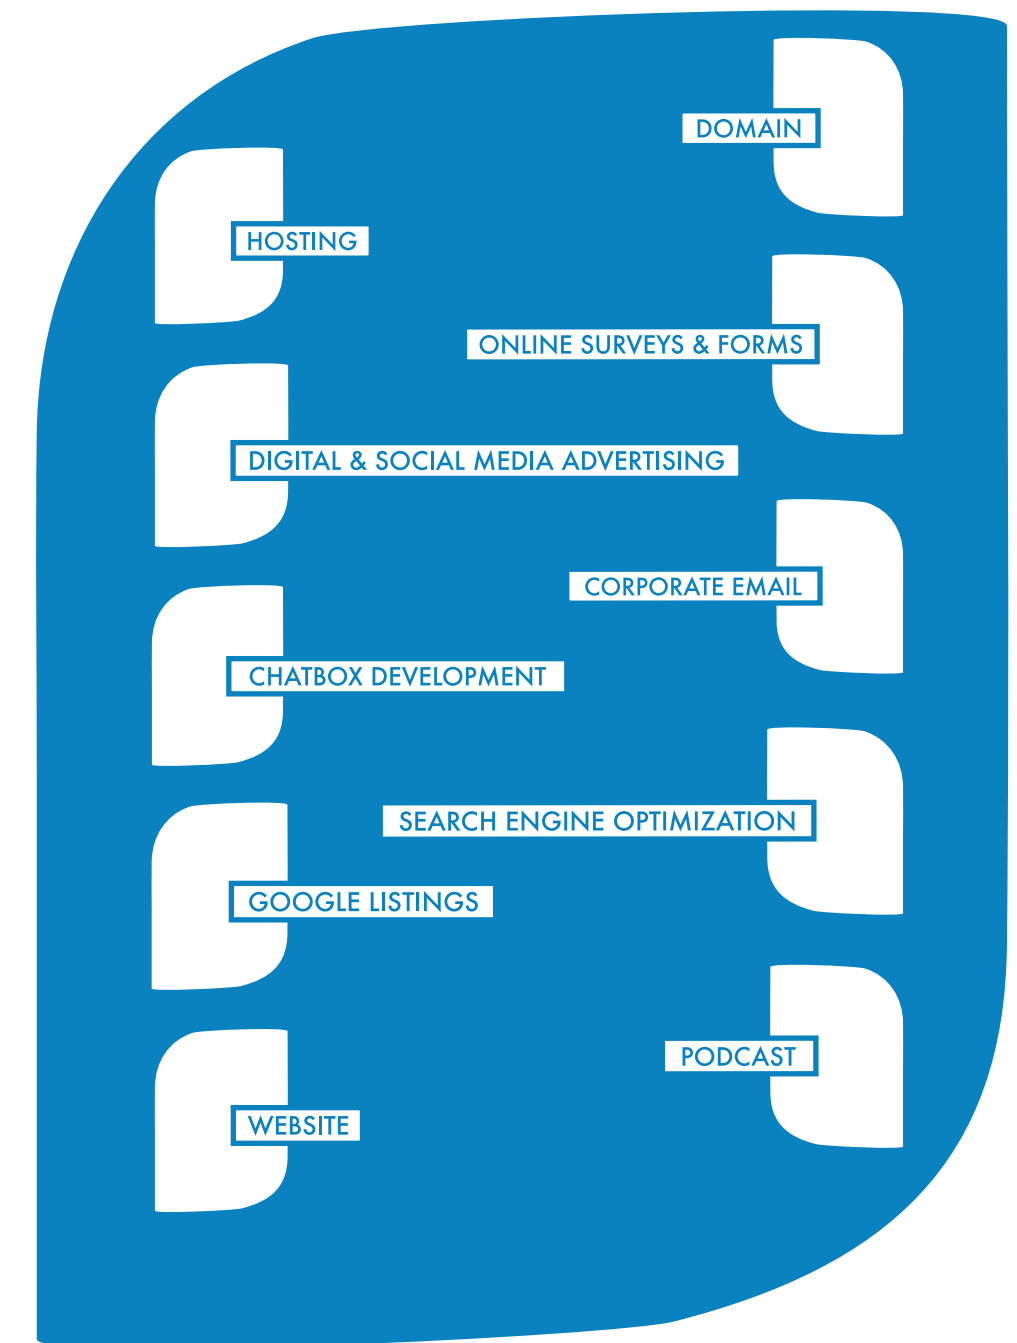 DOMAIN
HOSTING
ONLINE SURVEYS & FORMS
DIGITAL & SOCIAL MEDIA ADVERTISING
CORPORATE EMAIL
CHATBOX DEVELOPMENT
SEARCH ENGINE OPTIMIZATION
GOOGLE LISTINGS
PODCAST
WEBSITE